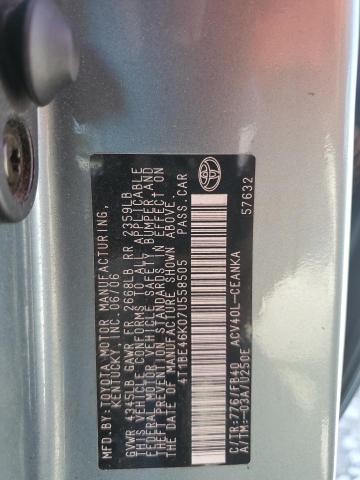 MFD.BY:TOYOTA MOTOR MANUFACTURING,
KENTUCKY, INC. 06/06
GVWR 4345LB GAWR FR 2680LB RR 2359LB
THIS VEHICLE CONFORMS TO ALL APPLICABLE
FEDERAL MOTOR VEHICLE SAFETY, BUMPER, AND
THEFT PREVENTION STANDARDS IN EFFECT ON
THE DATE OF MANUFACTURE SHOWN ABOVE.
4T1BE46K07U558505 PASS.CAR
C/TR:776/FB40 ACV40L-CEANKA
A/TM:-03A/U250E 57632